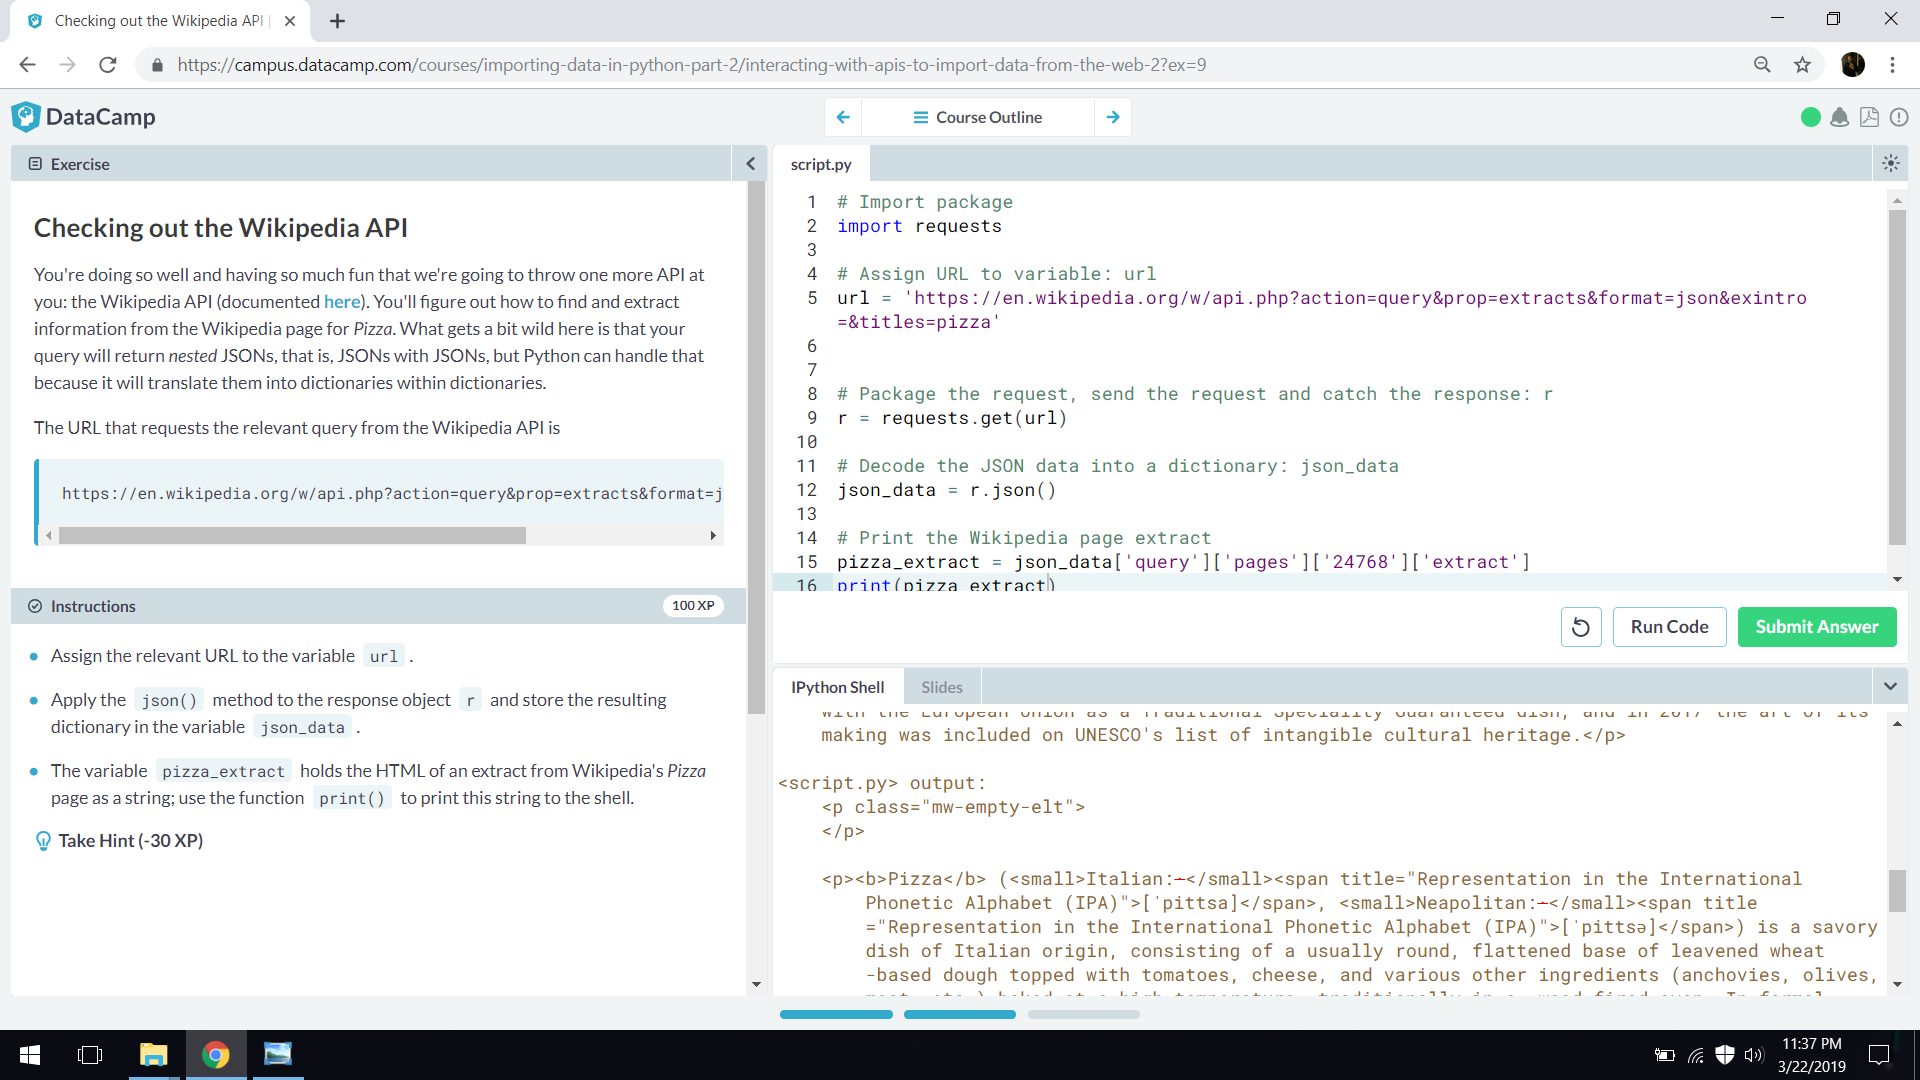 Checking out the Wikipedia API |
https://campus.datacamp.com/courses/importing-data-in-python-part-2/interacting-with-apis-to-import-data-from-the-web-2?ex=9
DataCamp
Course Outline
Exercise
Checking out the Wikipedia API
You're doing so well and having so much fun that we're going to throw one more API at
you: the Wikipedia API (documented here). You'll figure out how to find and extract
information from the Wikipedia page for Pizza. What gets a bit wild here is that your
query will return nested JSONs, that is, JSONs with JSONs, but Python can handle that
because it will translate them into dictionaries within dictionaries.
The URL that requests the relevant query from the Wikipedia API is
https://en.wikipedia.org/w/api.php?action=query&prop=extracts&format=j
Instructions
100 XP
Assign the relevant URL to the variable url .
Apply the json() method to the response object r and store the resulting
dictionary in the variable json_data .
The variable pizza_extract holds the HTML of an extract from Wikipedia's Pizza
page as a string; use the function print() to print this string to the shell.
Take Hint (-30 XP)
script.py
1 # Import package
2 import requests
3
4 # Assign URL to variable: url
5 url = 'https://en.wikipedia.org/w/api.php?action=query&prop=extracts&format=json&exintro
=&titles=pizza'
6
7
8 # Package the request, send the request and catch the response: r
9 r = requests.get(url)
10
11 # Decode the JSON data into a dictionary: json_data
12 json_data = r.json()
13
14 # Print the Wikipedia page extract
15 pizza_extract = json_data['query']['pages']['24768']['extract']
16 print(pizza_extract)
Run Code
Submit Answer
IPython Shell
Slides
with the European Union as a Traditional Speciality Guaranteed dish, and in 2017 the art of its
making was included on UNESCO's list of intangible cultural heritage.</p>
<script.py> output:
<p class="mw-empty-elt">
</p>
<p><b>Pizza</b> (<small>Italian: </small><span title="Representation in the International
Phonetic Alphabet (IPA)">[ˈpittsa]</span>, <small>Neapolitan: </small><span title
="Representation in the International Phonetic Alphabet (IPA)">[ˈpittsə]</span>) is a savory
dish of Italian origin, consisting of a usually round, flattened base of leavened wheat
-based dough topped with tomatoes, cheese, and various other ingredients (anchovies, olives,
11:37 PM
3/22/2019